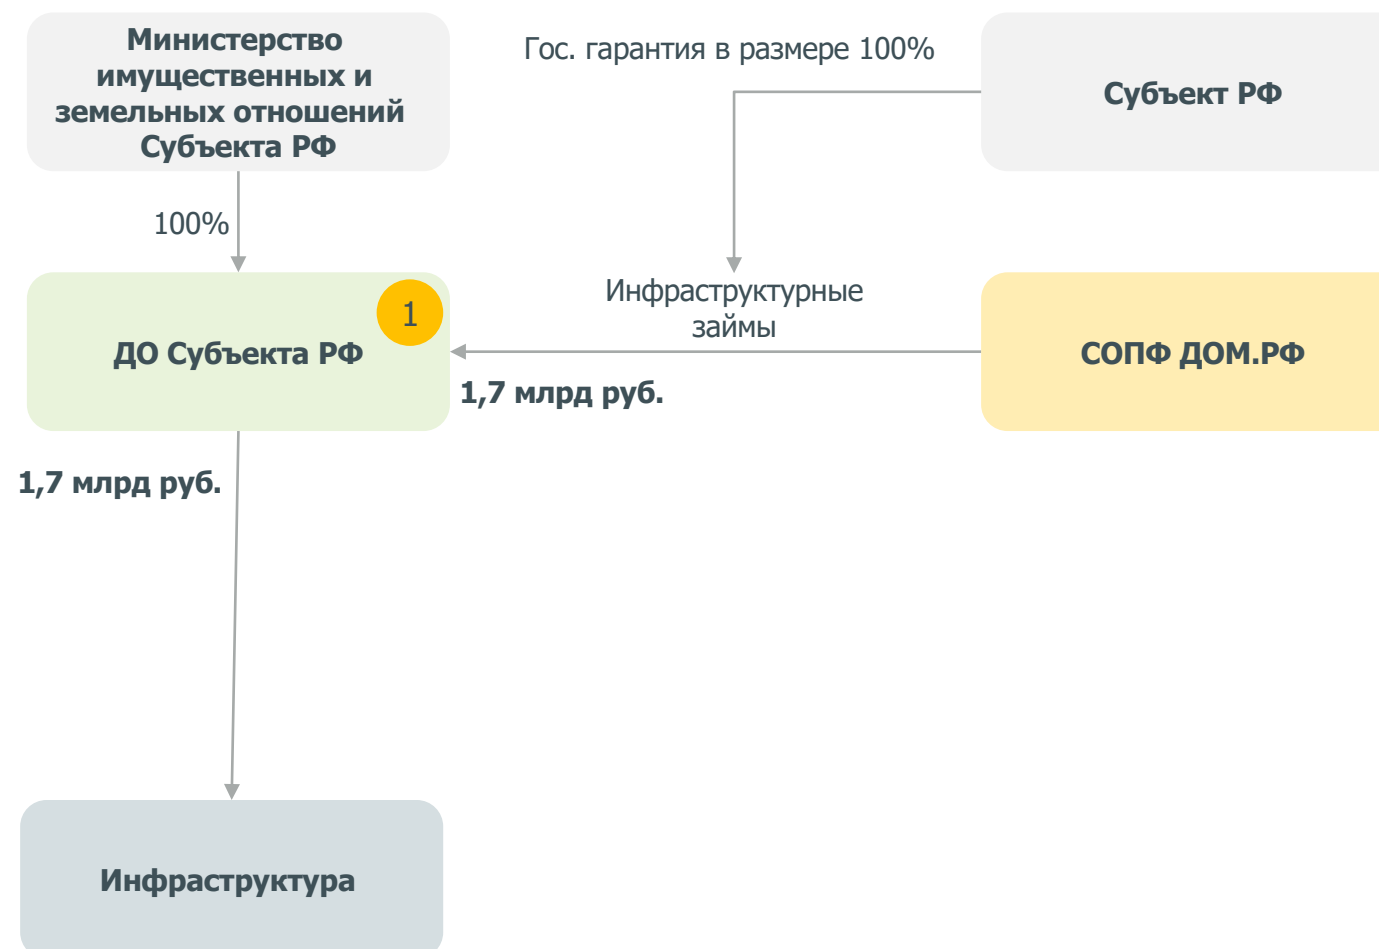 Министерство
имущественных и
земельных отношений
Субъекта РФ
Гос. гарантия в размере 100%
Субъект РФ
100%
1
ДО Субъекта РФ
Инфраструктурные
займы
1,7 млрд руб.
СОПФ ДОМ.РФ
1,7 млрд руб.
Инфраструктура